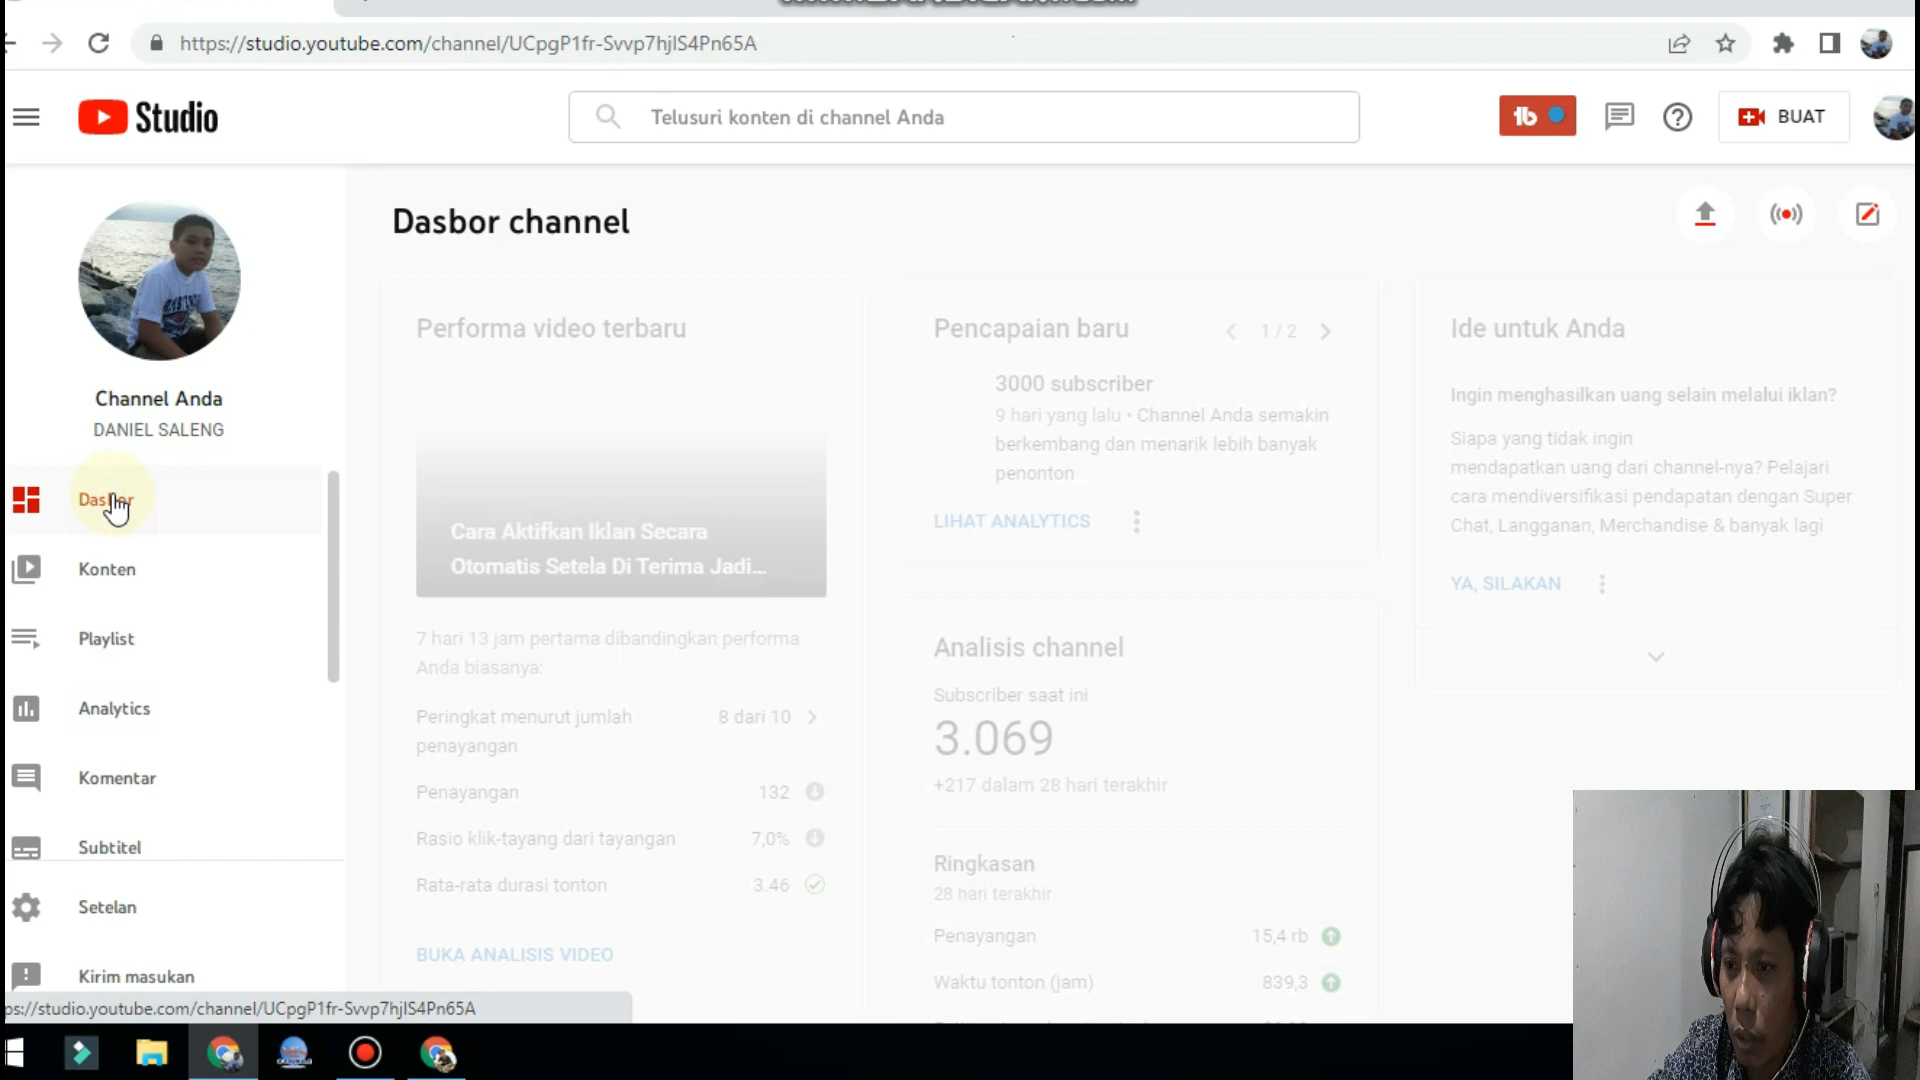 https://studio.youtube.com/channel/UCpgP1fr-Svvp7hjlS4Pn65A
Studio
Telusuri konten di channel Anda
BUAT
Channel Anda
DANIEL SALENG
Dasbor
Konten
Playlist
Analytics
Komentar
Subtitel
Setelan
Kirim masukan
Dasbor channel
Performa video terbaru
Cara Aktifkan Iklan Secara
Otomatis Setela Di Terima Jadi...
7 hari 13 jam pertama dibandingkan performa
Anda biasanya:
Peringkat menurut jumlah
penayangan
8 dari 10
Penayangan 132
Rasio klik-tayang dari tayangan 7,0%
Rata-rata durasi tonton 3.46
BUKA ANALISIS VIDEO
Pencapaian baru
1 / 2
3000 subscriber
9 hari yang lalu • Channel Anda semakin
berkembang dan menarik lebih banyak
penonton
LIHAT ANALYTICS
Analisis channel
Subscriber saat ini
3.069
+217 dalam 28 hari terakhir
Ringkasan
28 hari terakhir
Penayangan 15,4 rb
Waktu tonton (jam) 839,3
Ide untuk Anda
Ingin menghasilkan uang selain melalui iklan?
Siapa yang tidak ingin
mendapatkan uang dari channel-nya? Pelajari
cara mendiversifikasi pendapatan dengan Super
Chat, Langganan, Merchandise & banyak lagi
YA, SILAKAN
ps://studio.youtube.com/channel/UCpgP1fr-Svvp7hjlS4Pn65A